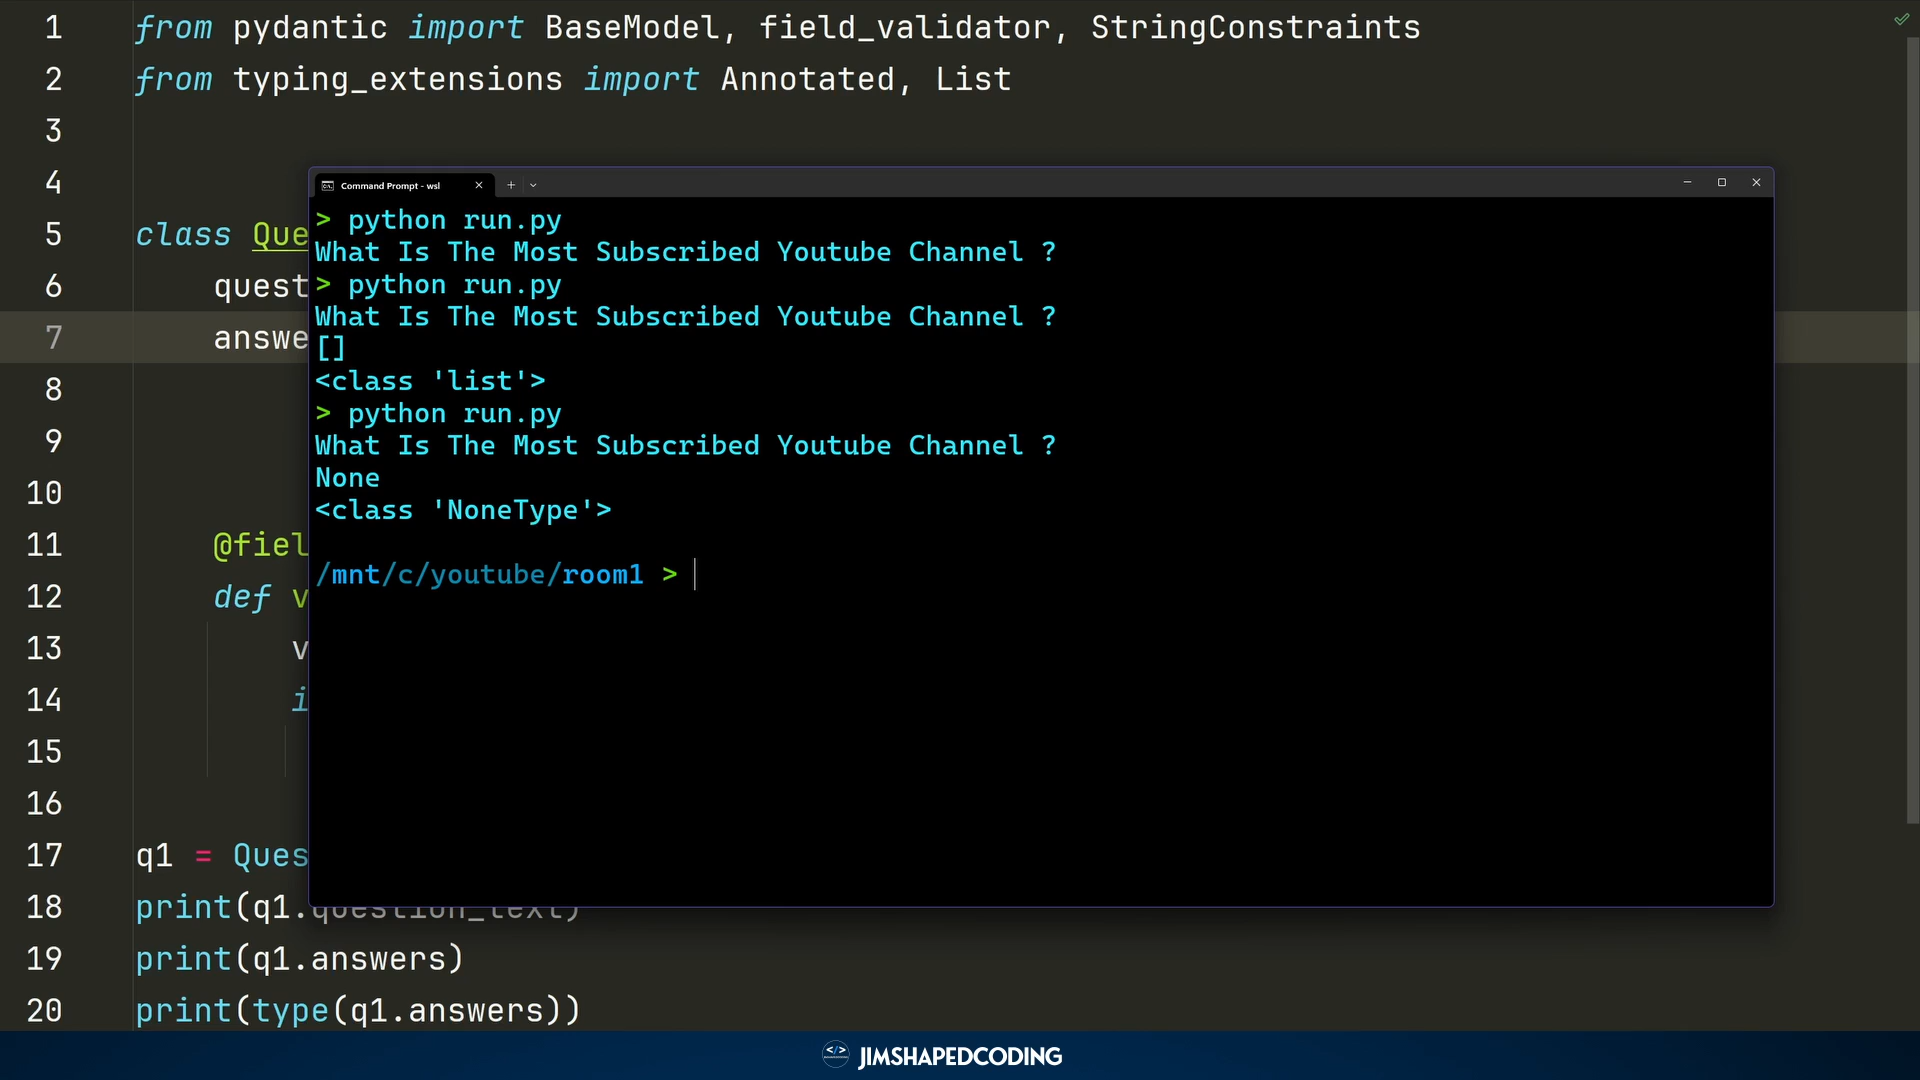 1 from pydantic import BaseModel, field_validator, StringConstraints
2 from typing_extensions import Annotated, List
3
4
5 class Que
6 quest
7 answe
8
9
10
11 @fiel
12 def v
13 v
14 i
15
16
17 q1 = Ques
18 print(q1.question_text)
19 print(q1.answers)
20 print(type(q1.answers))
Command Prompt - wsl
> python run.py
What Is The Most Subscribed Youtube Channel ?
> python run.py
What Is The Most Subscribed Youtube Channel ?
[]
<class 'list'>
> python run.py
What Is The Most Subscribed Youtube Channel ?
None
<class 'NoneType'>
/mnt/c/youtube/room1 >
</> JIMSHAPEDCODING